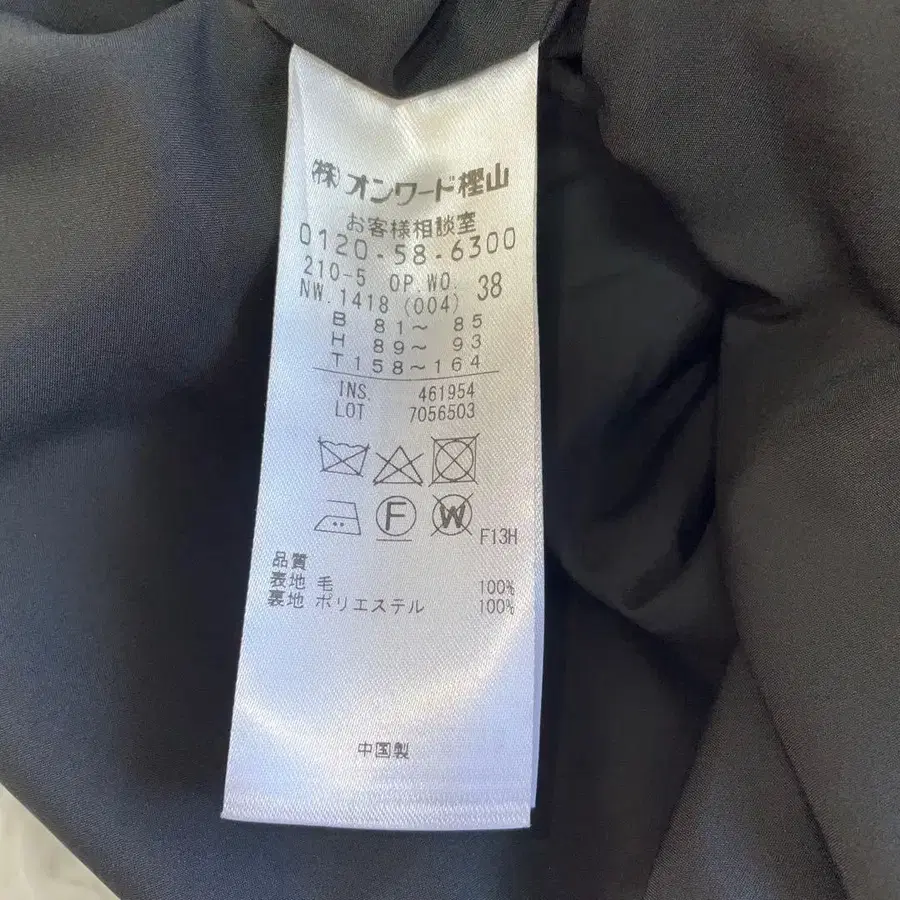 (株)オンワード樫山
お客様相談室
0120-58-6300
210-5 OP.WO. 38
NW.1418 (004)
B 81～ 85
H 89～ 93
T158～164
INS. 461954
LOT 7056503
F W F13H
品質
表地 毛 100%
裏地 ポリエステル 100%
中国製